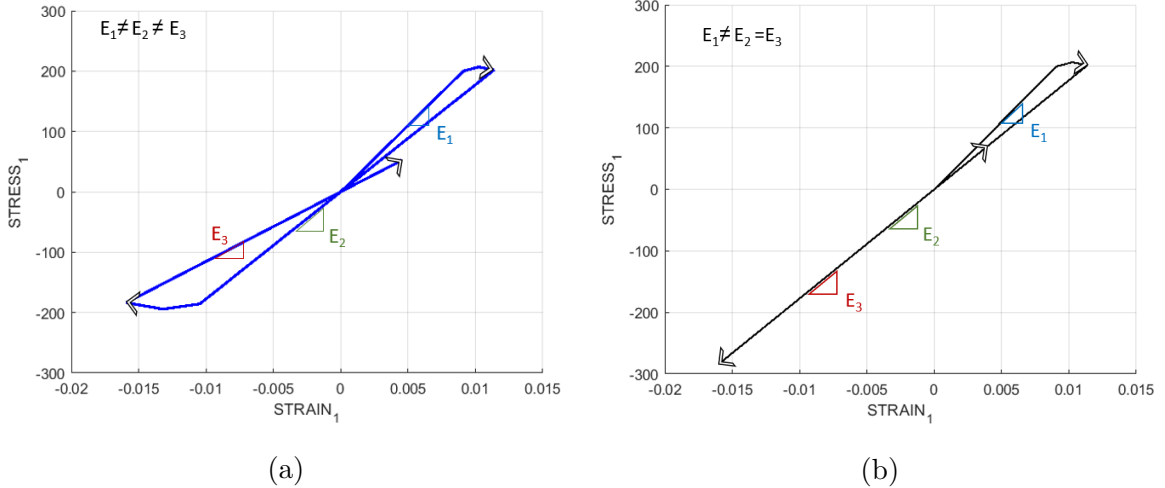 E₁≠E₂≠ E₃
300
200
100
0
-100
-200
-300
-0.02
-0.015
-0.01
-0.005
0
0.005
0.01
0.015
STRESS₁
STRAIN₁
E₁
E₂
E₃
(a)
E₁≠E₂=E₃
300
200
100
0
-100
-200
-300
-0.02
-0.015
-0.01
-0.005
0
0.005
0.01
0.015
STRESS₁
STRAIN₁
E₁
E₂
E₃
(b)